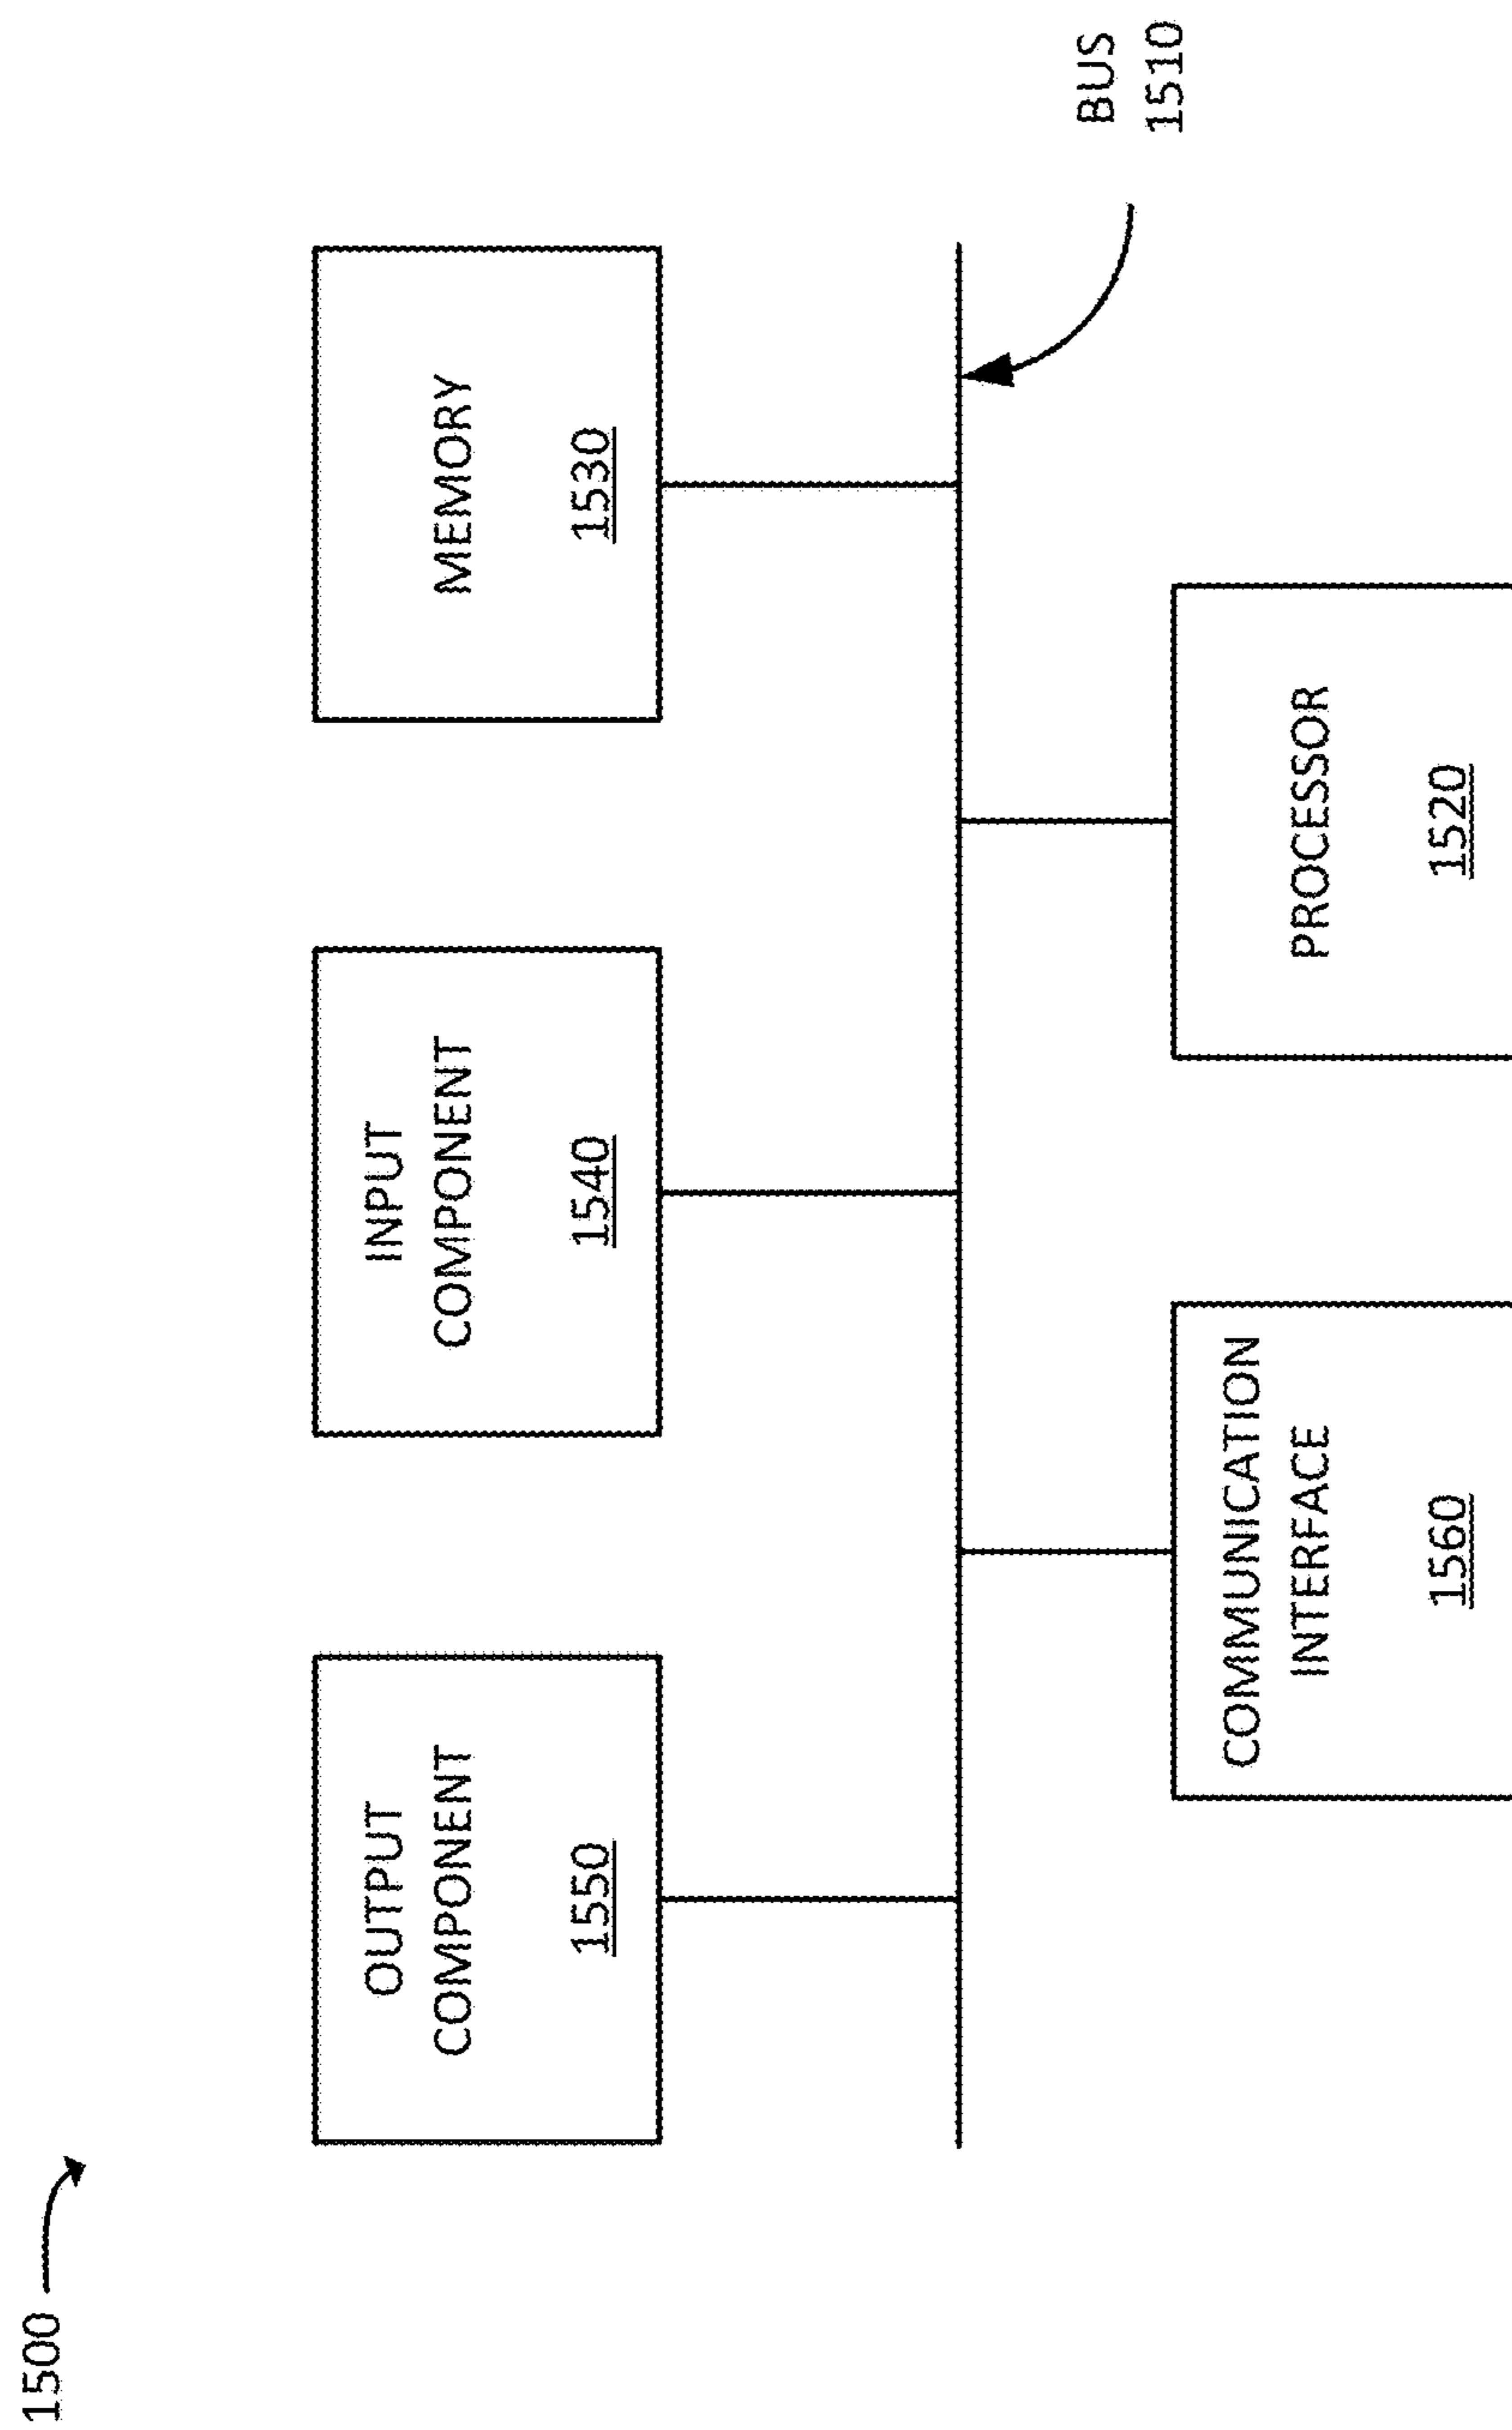 1500
OUTPUT
COMPONENT
1550
INPUT
COMPONENT
1540
MEMORY
1530
BUS
1510
COMMUNICATION
INTERFACE
1560
PROCESSOR
1520